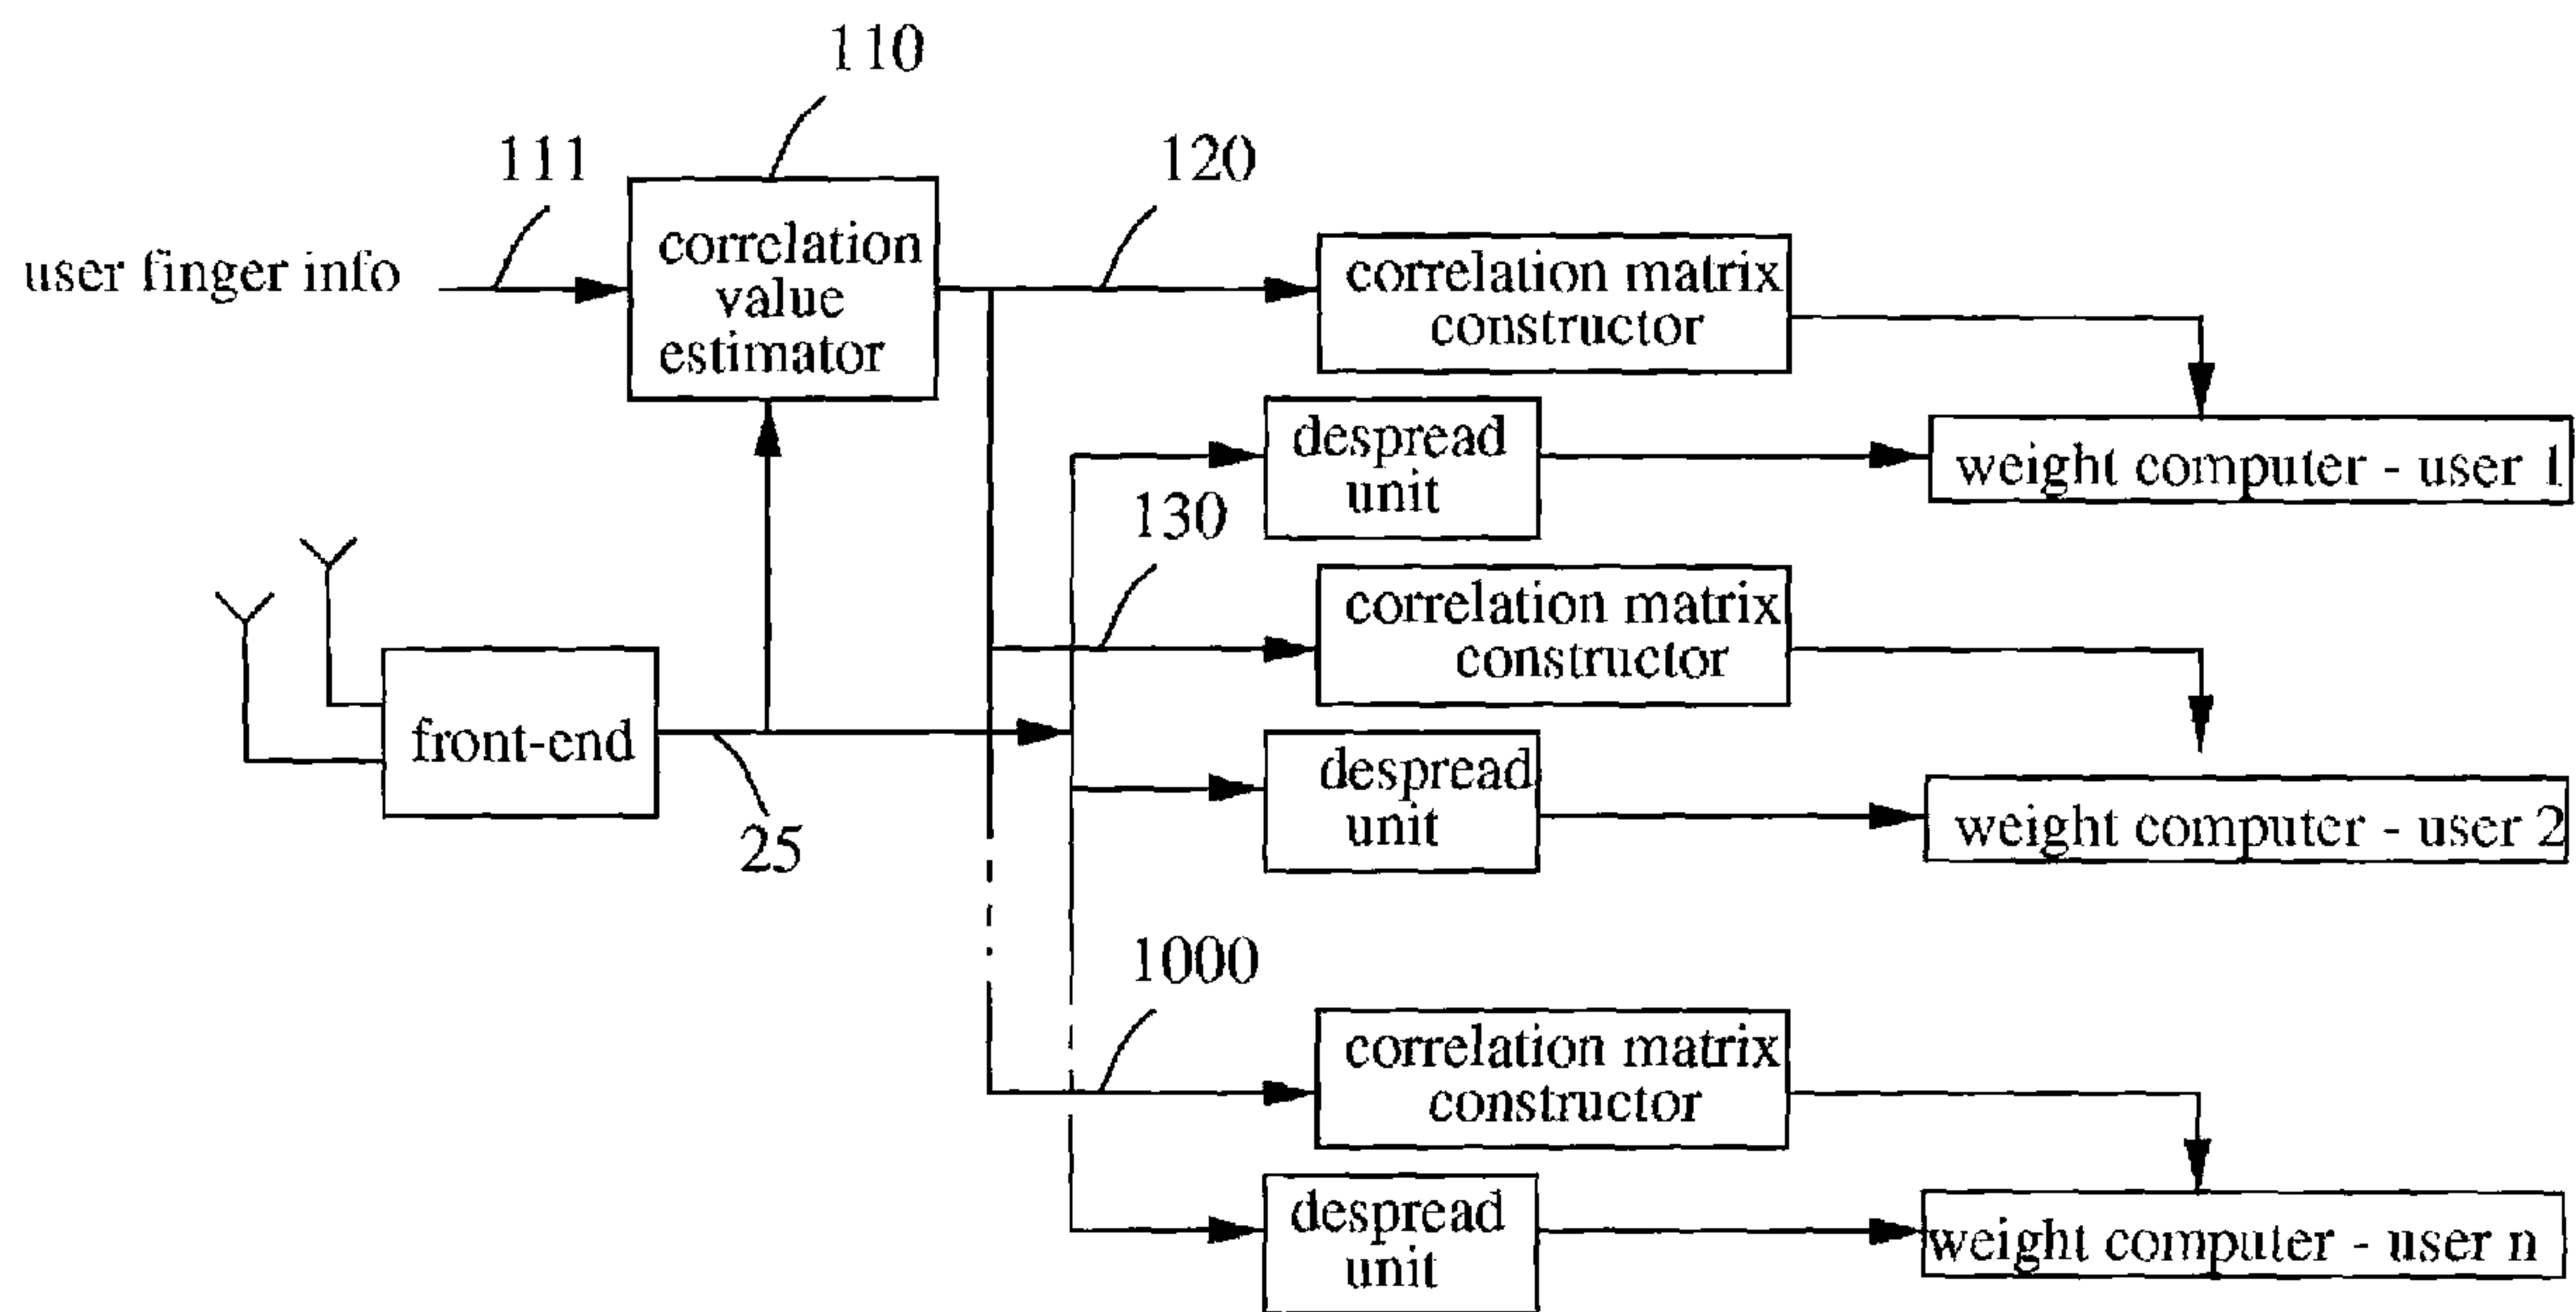 110
111
120
user finger info
correlation
value
estimator
correlation matrix
constructor
despread
unit
weight computer - user 1
130
correlation matrix
constructor
front-end
25
despread
unit
weight computer - user 2
1000
correlation matrix
constructor
despread
unit
weight computer - user n